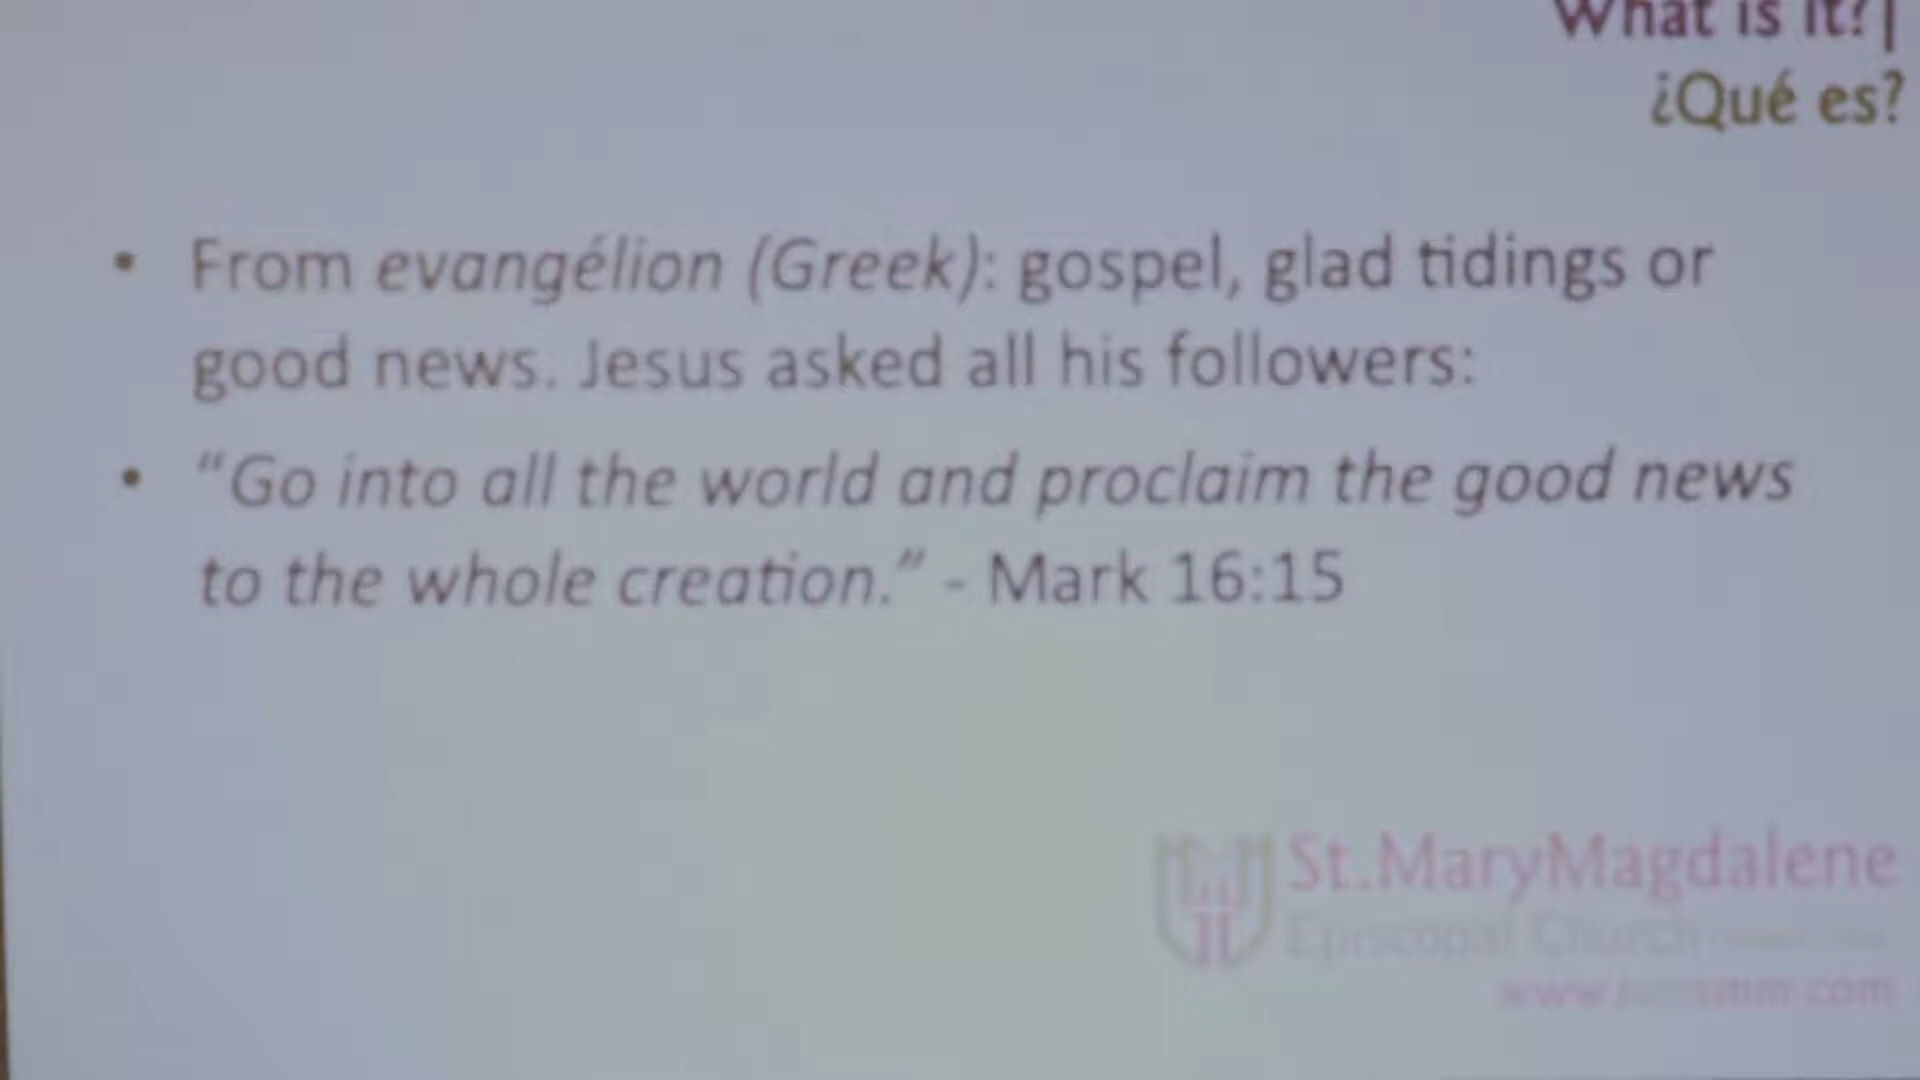 What is it?|
¿Qué es?
• From evangélion (Greek): gospel, glad tidings or
good news. Jesus asked all his followers:
• “Go into all the world and proclaim the good news
to the whole creation.” - Mark 16:15
St.MaryMagdalene
Episcopal Church